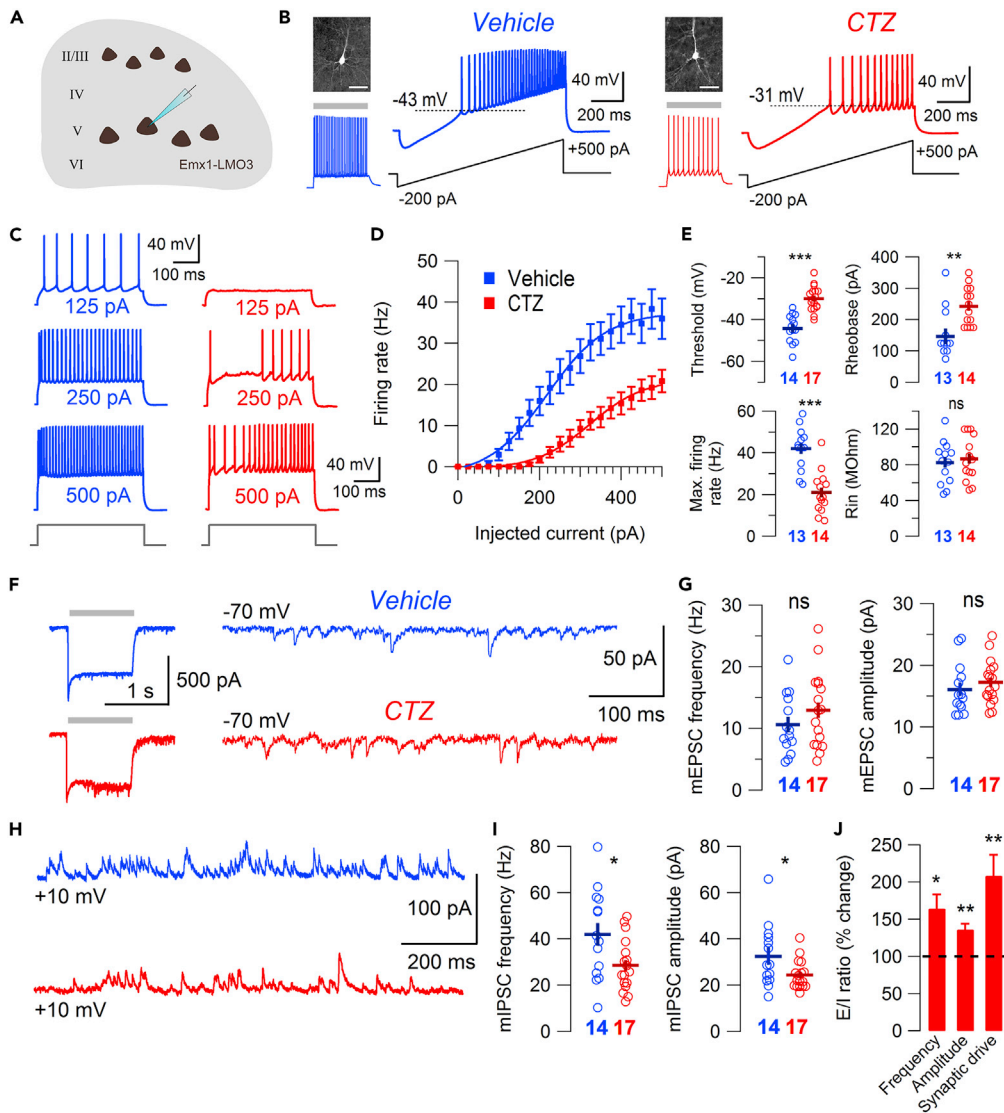 A
II/III
IV
V
VI
Emx1-LMO3
B
Vehicle
-43 mV
40 mV
200 ms
+500 pA
-200 pA
CTZ
-31 mV
40 mV
200 ms
+500 pA
-200 pA
C
40 mV
100 ms
125 pA
125 pA
250 pA
250 pA
500 pA
500 pA
40 mV
100 ms
D
Firing rate (Hz)
50
40
30
20
10
0
0
200
400
Injected current (pA)
Vehicle
CTZ
E
Threshold (mV)
-20
-40
-60
***
14 17
Rheobase (pA)
400
300
200
100
0
**
13 14
Max. firing
rate (Hz)
60
40
20
0
***
13 14
Rin (MOhm)
160
120
80
40
0
ns
13 14
F
Vehicle
-70 mV
1 s
500 pA
50 pA
100 ms
CTZ
-70 mV
G
mEPSC frequency (Hz)
30
20
10
0
ns
14 17
mEPSC amplitude (pA)
30
20
10
0
ns
14 17
H
+10 mV
100 pA
200 ms
+10 mV
I
mIPSC frequency (Hz)
80
60
40
20
0
*
14 17
mIPSC amplitude (pA)
80
60
40
20
0
*
14 17
J
E/I ratio (% change)
250
200
150
100
50
0
*
**
**
Frequency
Amplitude
Synaptic drive